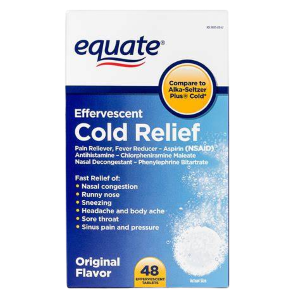 equate®
Compare to
Alka-Seltzer
Plus® Cold*
Effervescent
Cold Relief
Pain Reliever, Fever Reducer – Aspirin (NSAID)
Antihistamine – Chlorpheniramine Maleate
Nasal Decongestant – Phenylephrine Bitartrate
Fast Relief of:
• Nasal congestion
• Runny nose
• Sneezing
• Headache and body ache
• Sore throat
• Sinus pain and pressure
Original
Flavor
48
EFFERVESCENT
TABLETS
Actual Size